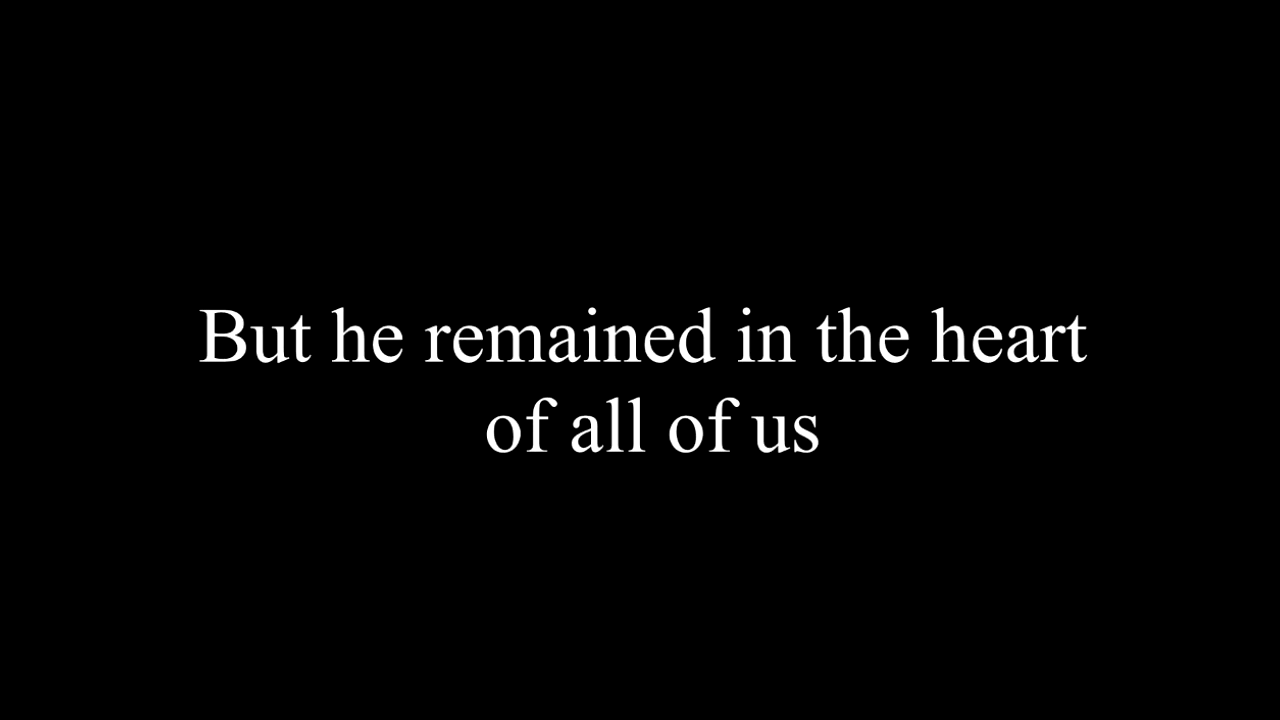 But he remained in the heart
of all of us